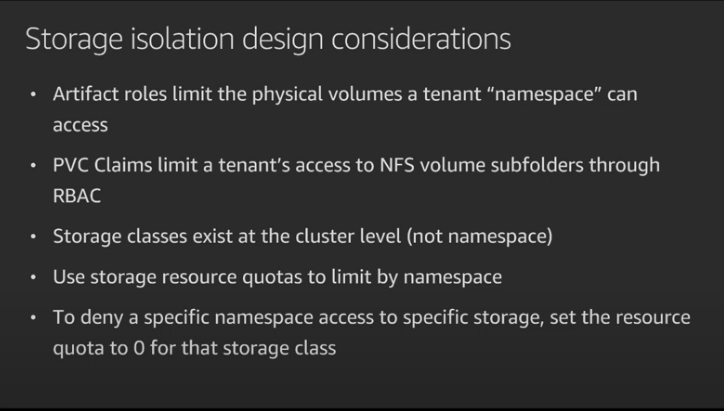 Storage isolation design considerations
• Artifact roles limit the physical volumes a tenant “namespace” can
access
• PVC Claims limit a tenant’s access to NFS volume subfolders through
RBAC
• Storage classes exist at the cluster level (not namespace)
• Use storage resource quotas to limit by namespace
• To deny a specific namespace access to specific storage, set the resource
quota to 0 for that storage class